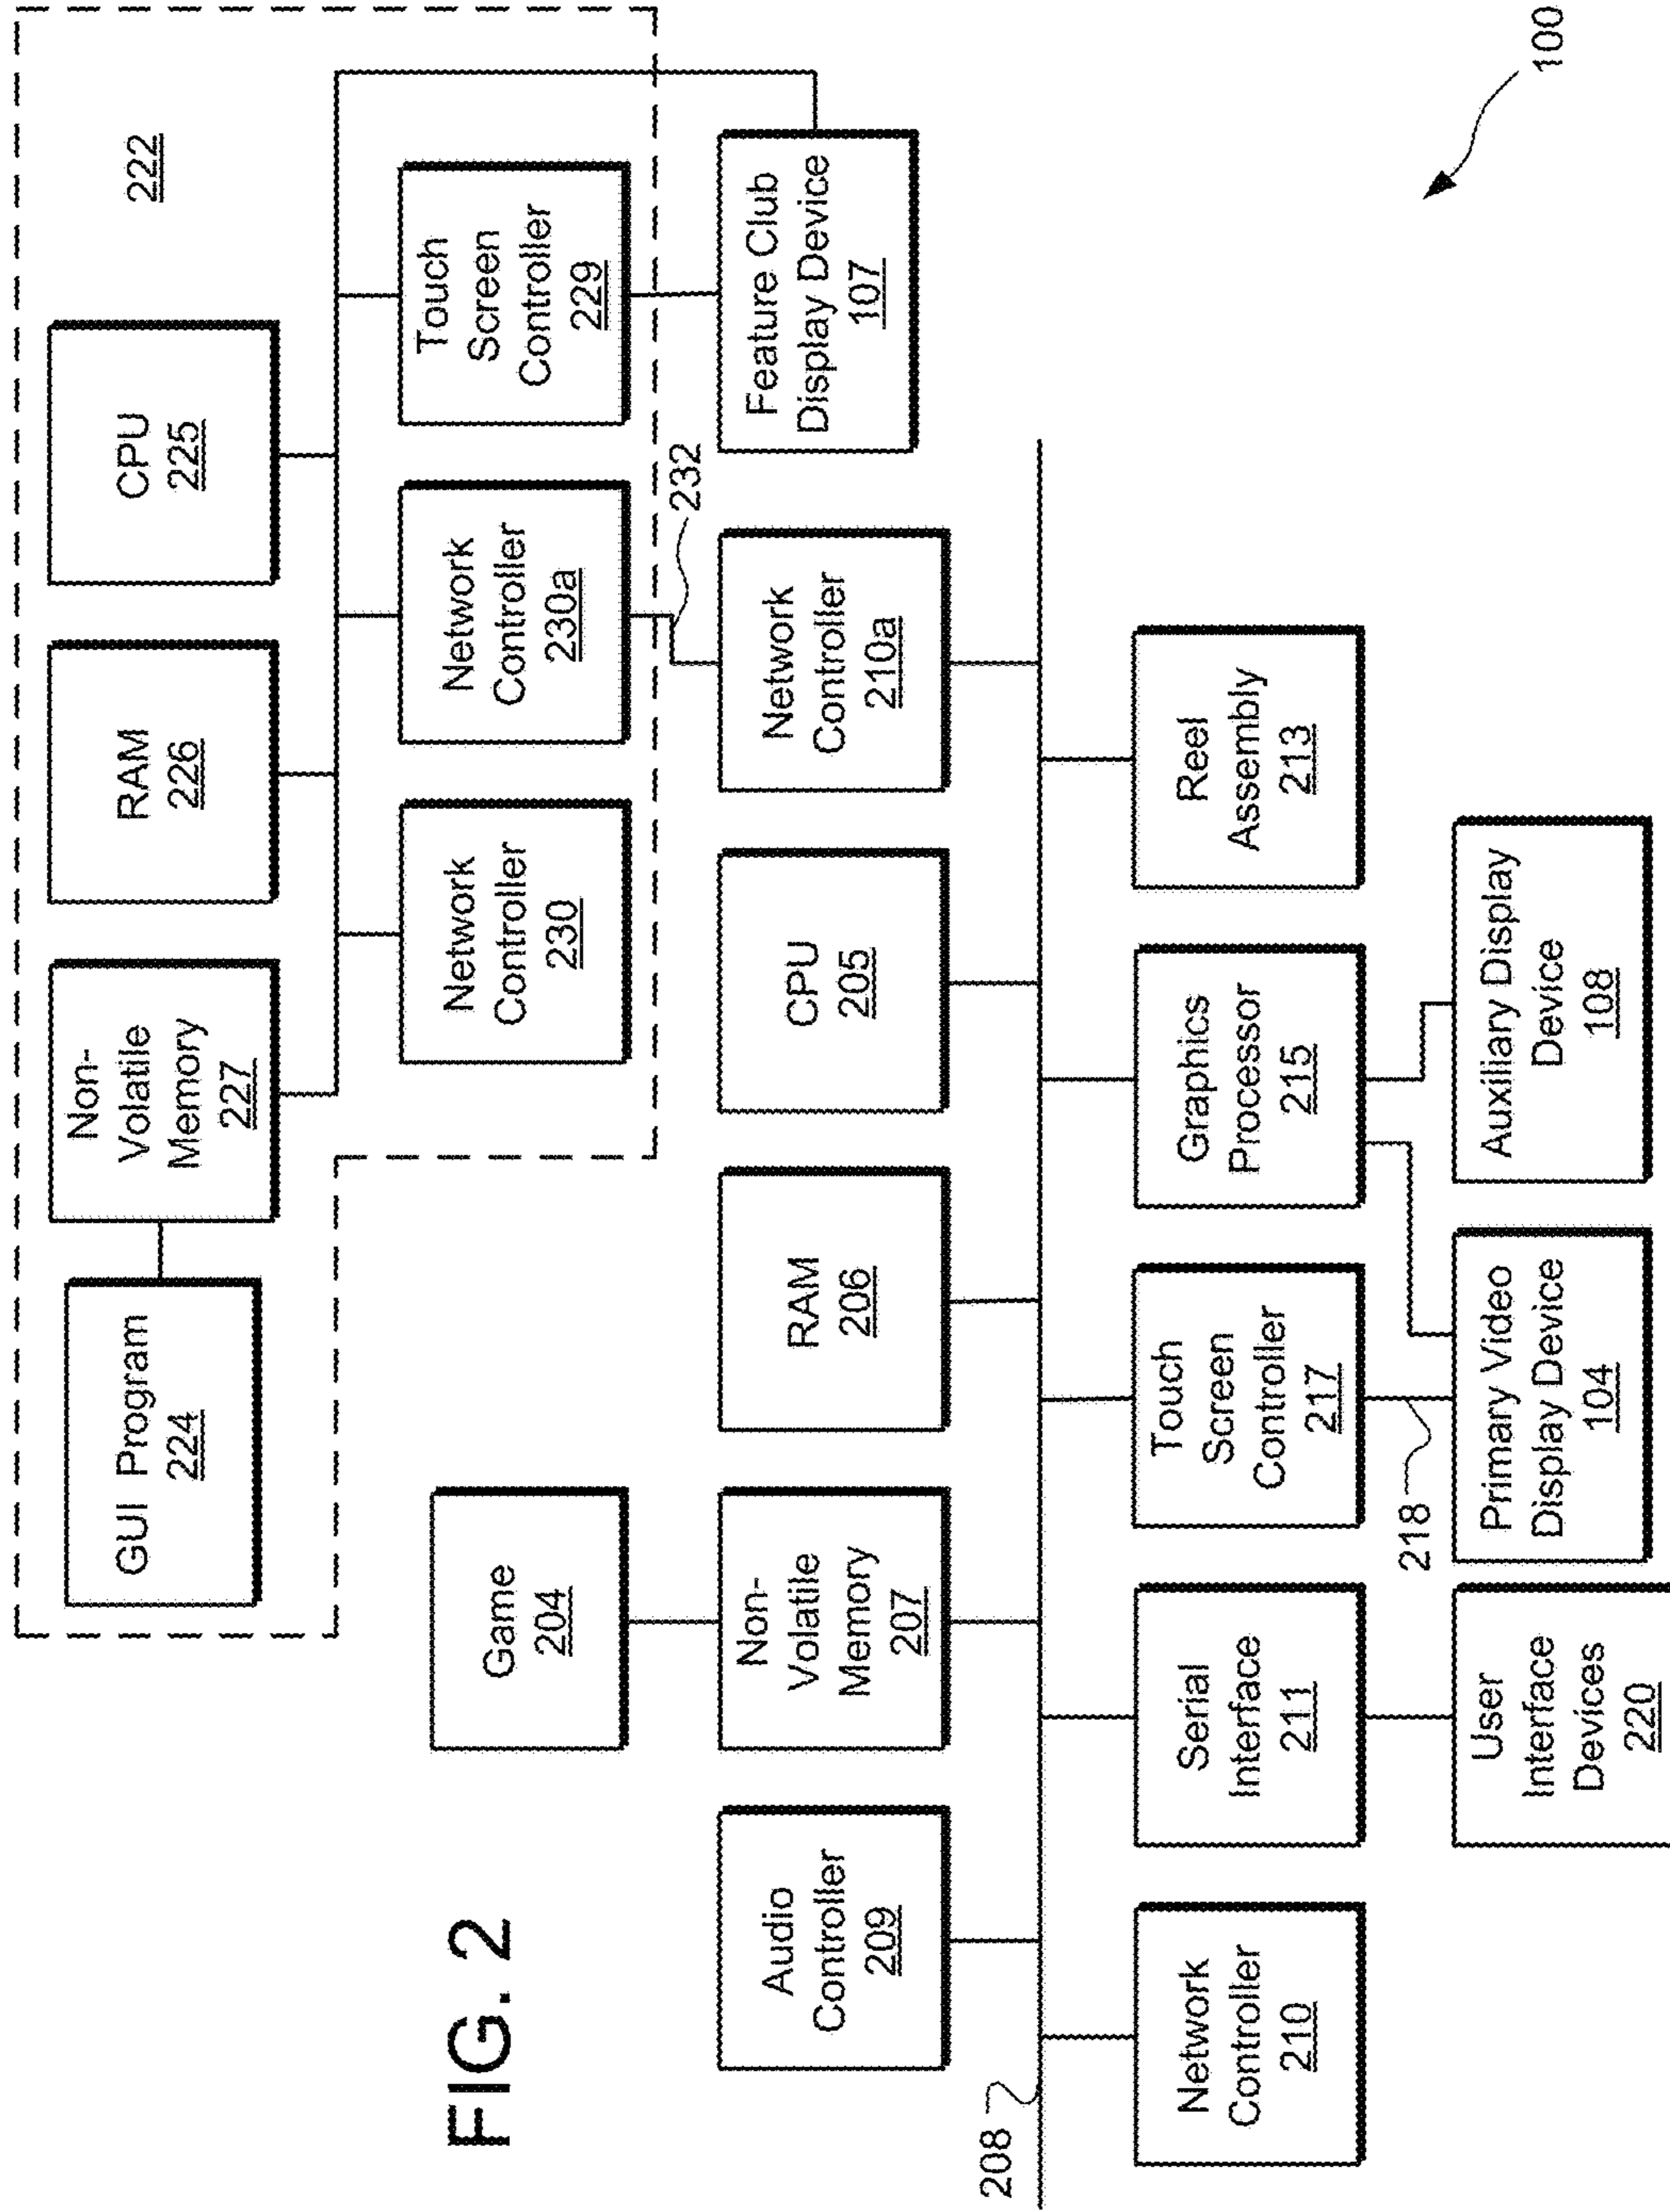 GUI Program
224
Non-
Volatile
Memory
227
RAM
226
CPU
225
222
Network
Controller
230
Network
Controller
230a
Touch
Screen
Controller
229
232
FIG. 2
Game
204
Audio
Controller
209
Non-
Volatile
Memory
207
RAM
206
CPU
205
Network
Controller
210a
Feature Club
Display Device
107
208
Network
Controller
210
Serial
Interface
211
Touch
Screen
Controller
217
Graphics
Processor
215
Reel
Assembly
213
218
User
Interface
Devices
220
Primary Video
Display Device
104
Auxiliary Display
Device
108
100